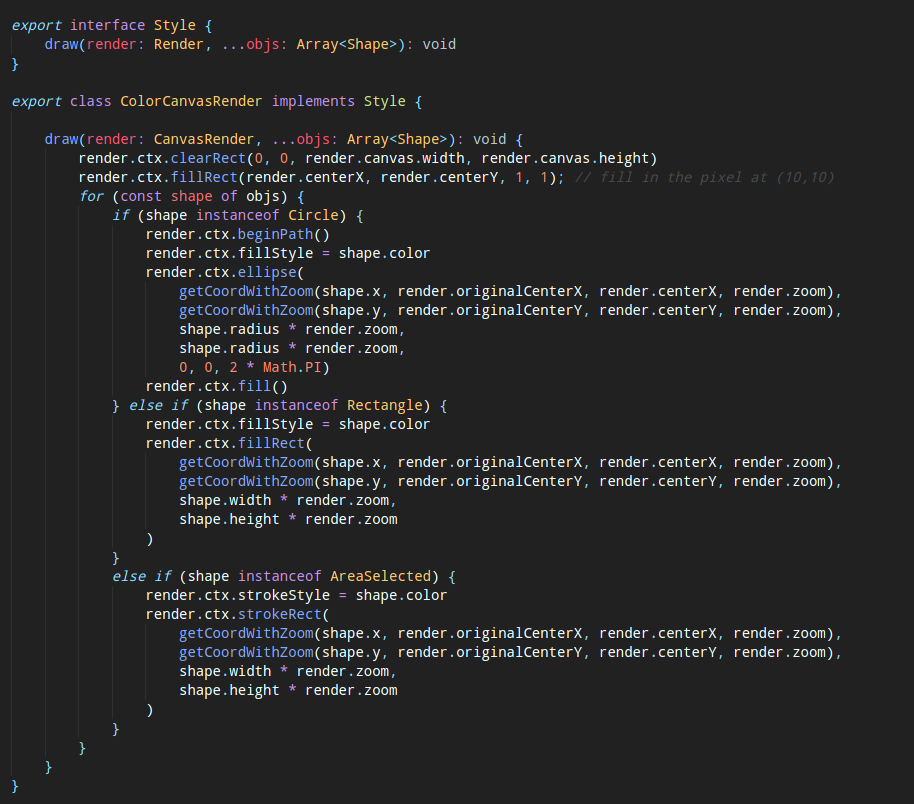 export interface Style {
    draw(render: Render, ...objs: Array<Shape>): void
}

export class ColorCanvasRender implements Style {

    draw(render: CanvasRender, ...objs: Array<Shape>): void {
        render.ctx.clearRect(0, 0, render.canvas.width, render.canvas.height)
        render.ctx.fillRect(render.centerX, render.centerY, 1, 1); // fill in the pixel at (10,10)
        for (const shape of objs) {
            if (shape instanceof Circle) {
                render.ctx.beginPath()
                render.ctx.fillStyle = shape.color
                render.ctx.ellipse(
                    getCoordWithZoom(shape.x, render.originalCenterX, render.centerX, render.zoom),
                    getCoordWithZoom(shape.y, render.originalCenterY, render.centerY, render.zoom),
                    shape.radius * render.zoom,
                    shape.radius * render.zoom,
                    0, 0, 2 * Math.PI)
                render.ctx.fill()
            } else if (shape instanceof Rectangle) {
                render.ctx.fillStyle = shape.color
                render.ctx.fillRect(
                    getCoordWithZoom(shape.x, render.originalCenterX, render.centerX, render.zoom),
                    getCoordWithZoom(shape.y, render.originalCenterY, render.centerY, render.zoom),
                    shape.width * render.zoom,
                    shape.height * render.zoom
                )
            }
            else if (shape instanceof AreaSelected) {
                render.ctx.strokeStyle = shape.color
                render.ctx.strokeRect(
                    getCoordWithZoom(shape.x, render.originalCenterX, render.centerX, render.zoom),
                    getCoordWithZoom(shape.y, render.originalCenterY, render.centerY, render.zoom),
                    shape.width * render.zoom,
                    shape.height * render.zoom
                )
            }
        }
    }
}